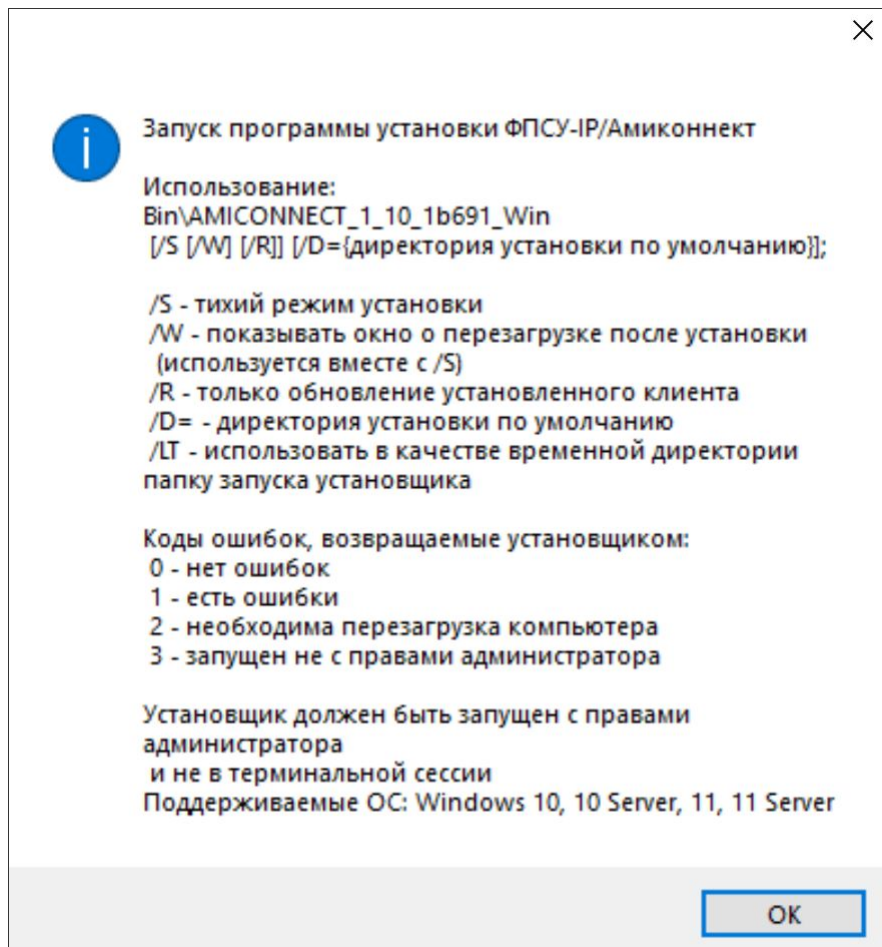 Запуск программы установки ФПСУ-IP/Амиконнект
Использование:
Bin\AMICONNECT_1_10_1b691_Win
[/S [/W] [/R]] [/D={директория установки по умолчанию}];
/S - тихий режим установки
/W - показывать окно о перезагрузке после установки
(используется вместе с /S)
/R - только обновление установленного клиента
/D= - директория установки по умолчанию
/LT - использовать в качестве временной директории
папку запуска установщика
Коды ошибок, возвращаемые установщиком:
0 - нет ошибок
1 - есть ошибки
2 - необходима перезагрузка компьютера
3 - запущен не с правами администратора
Установщик должен быть запущен с правами
администратора
и не в терминальной сессии
Поддерживаемые ОС: Windows 10, 10 Server, 11, 11 Server
ОК